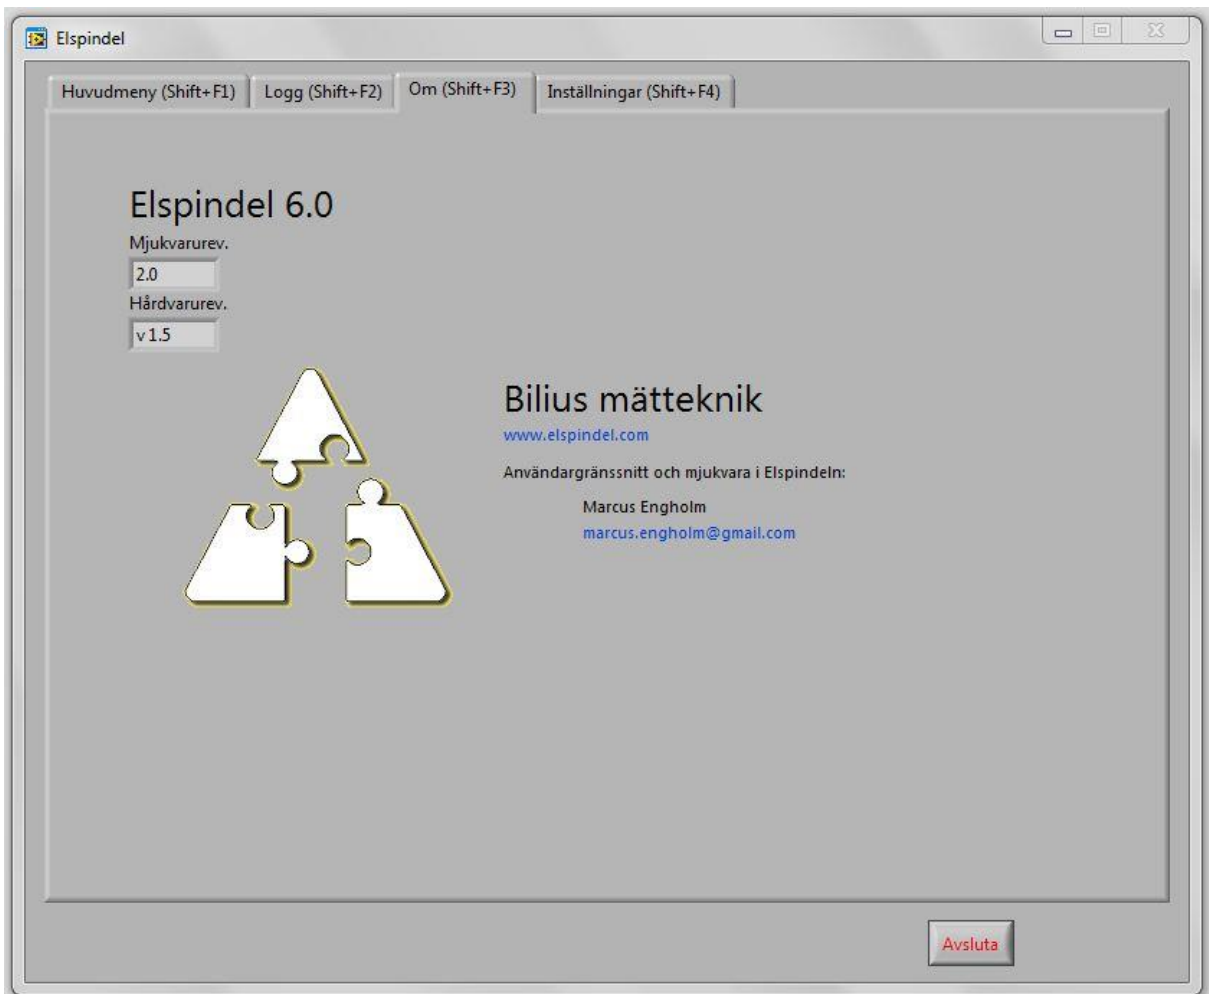 Elspindel
Huvudmeny (Shift+F1) Logg (Shift+F2) Om (Shift+F3) Inställningar (Shift+F4)
Elspindel 6.0
Mjukvarurev.
2.0
Hårdvarurev.
v 1.5
Bilius mätteknik
www.elspindel.com
Användargränssnitt och mjukvara i Elspindeln:
Marcus Engholm
marcus.engholm@gmail.com
Avsluta